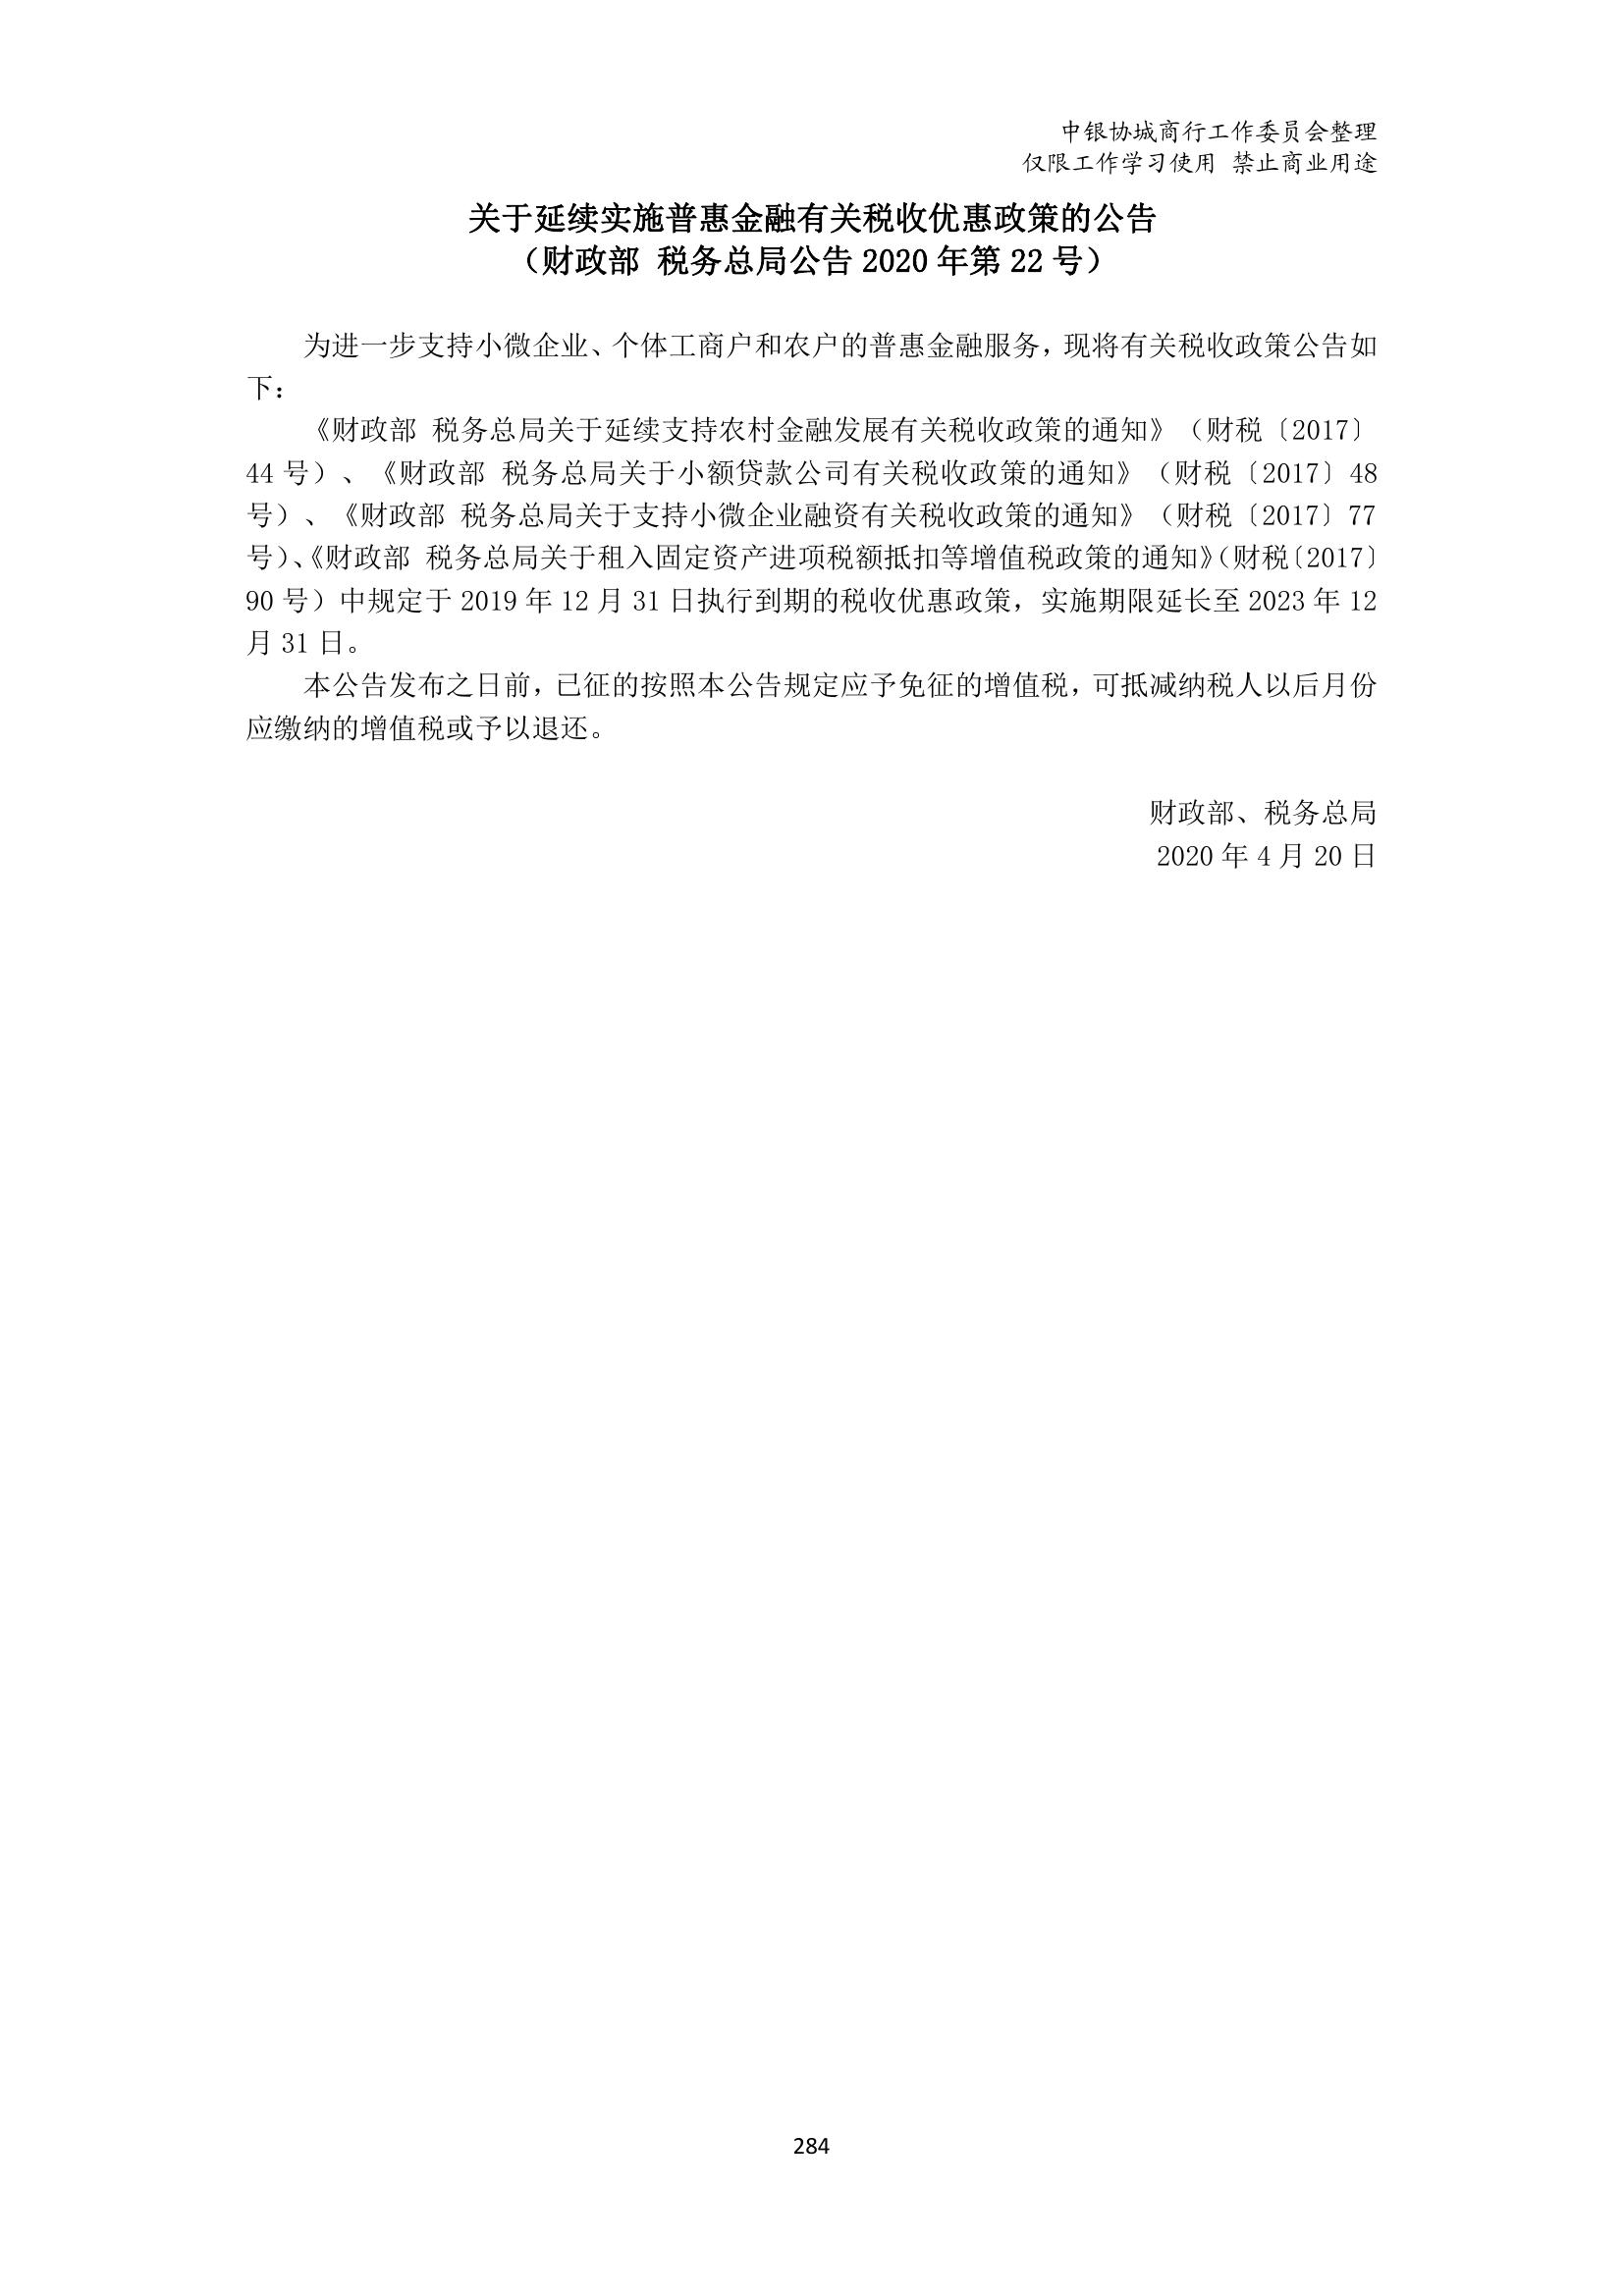 中银协城商行工作委员会整理
仅限工作学习使用 禁止商业用途
关于延续实施普惠金融有关税收优惠政策的公告
（财政部 税务总局公告 2020 年第 22 号）
为进一步支持小微企业、个体工商户和农户的普惠金融服务，现将有关税收政策公告如
下：
《财政部 税务总局关于延续支持农村金融发展有关税收政策的通知》（财税〔2017〕
44 号）、《财政部 税务总局关于小额贷款公司有关税收政策的通知》（财税〔2017〕48
号）、《财政部 税务总局关于支持小微企业融资有关税收政策的通知》（财税〔2017〕77
号）、《财政部 税务总局关于租入固定资产进项税额抵扣等增值税政策的通知》（财税〔2017〕
90 号）中规定于 2019 年 12 月 31 日执行到期的税收优惠政策，实施期限延长至 2023 年 12
月 31 日。
本公告发布之日前，已征的按照本公告规定应予免征的增值税，可抵减纳税人以后月份
应缴纳的增值税或予以退还。
财政部、税务总局
2020 年 4 月 20 日
284